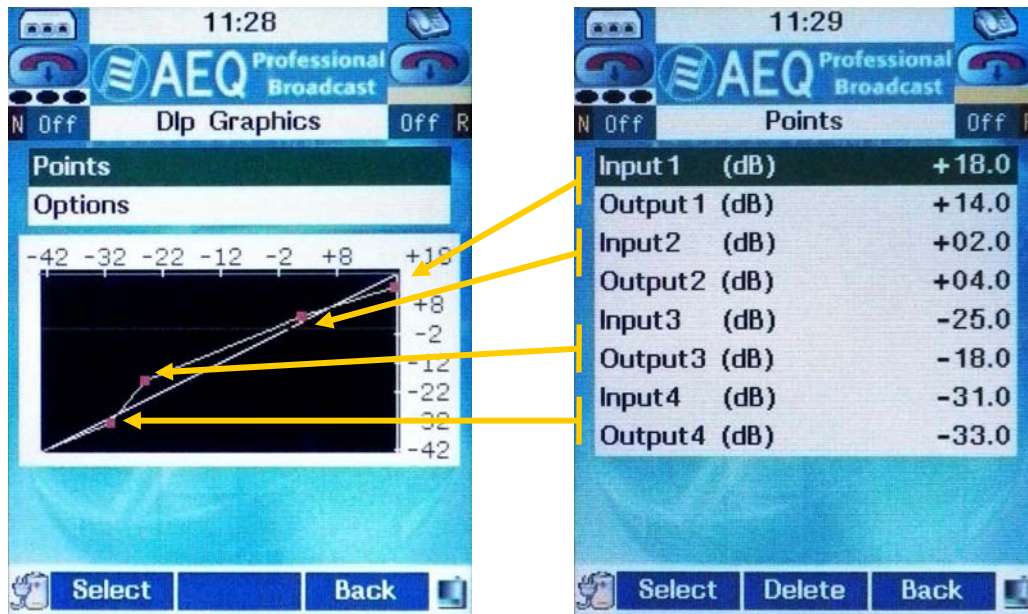 11:28
AEQ Professional Broadcast
N Off Dlp Graphics Off R
Points
Options
-42 -32 -22 -12 -2 +8 +18
+8
-2
-12
-22
-32
-42
Select Back
11:29
AEQ Professional Broadcast
N Off Points Off R
Input1 (dB) +18.0
Output1 (dB) +14.0
Input2 (dB) +02.0
Output2 (dB) +04.0
Input3 (dB) -25.0
Output3 (dB) -18.0
Input4 (dB) -31.0
Output4 (dB) -33.0
Select Delete Back